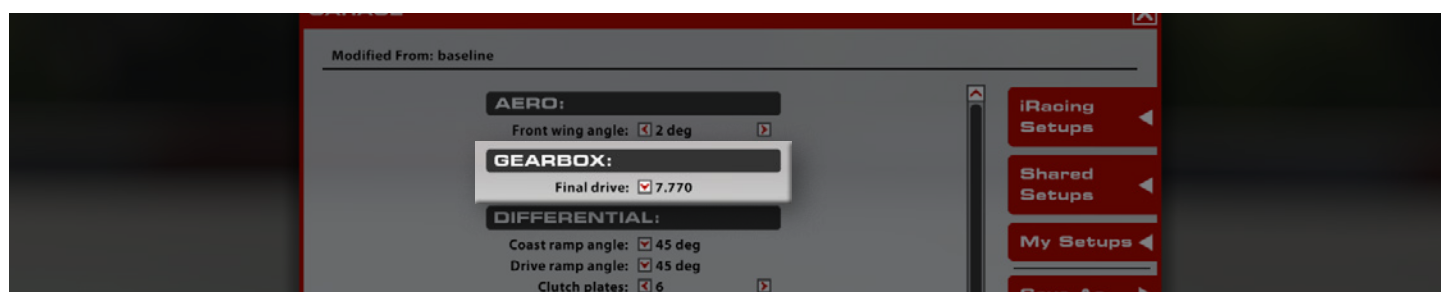 Modified From: baseline
AERO:
Front wing angle: 2 deg
GEARBOX:
Final drive: 7.770
DIFFERENTIAL:
Coast ramp angle: 45 deg
Drive ramp angle: 45 deg
Clutch plates: 6
iRacing
Setups
Shared
Setups
My Setups